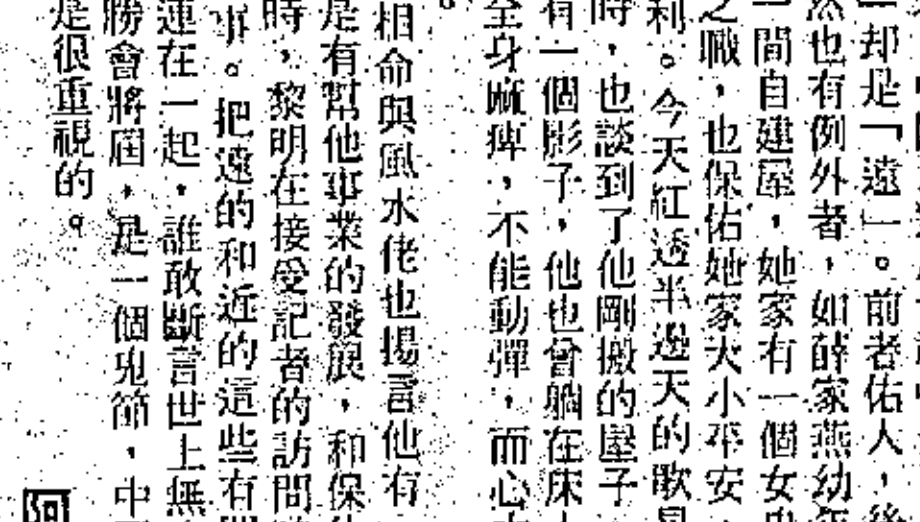 却是「遠」。前者佑人，後
然也有例外者，如薛家燕幼年
一間自建屋，她家有一個女鬼
之職，也保佑她家大小平安，
利。今天紅透半邊天的歌星
時，也談到了他剛搬的屋子
有一個影子，他也曾躺在床上
全身麻痺，不能動彈，而心
。
相命與風水佬也揚言他有
是有幫他事業的發展，和保
時，黎明在接受記者的訪問
事。把遠的和近的這些有
運在一起，誰敢斷言世上無
勝會將屆，是一個鬼節，中
是很重視的。